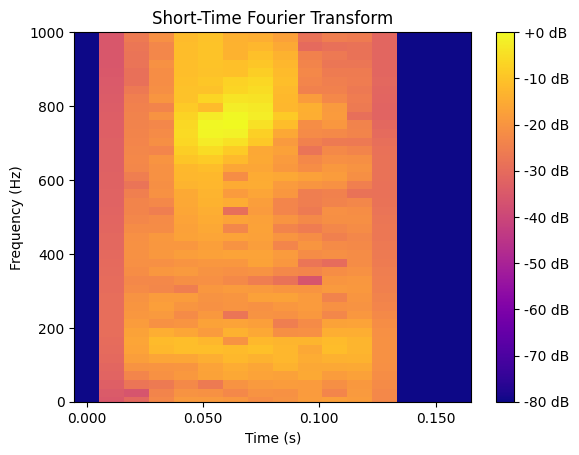 Short-Time Fourier Transform
1000
800
600
400
200
0
Frequency (Hz)
0.000
0.050
0.100
0.150
Time (s)
+0 dB
-10 dB
-20 dB
-30 dB
-40 dB
-50 dB
-60 dB
-70 dB
-80 dB